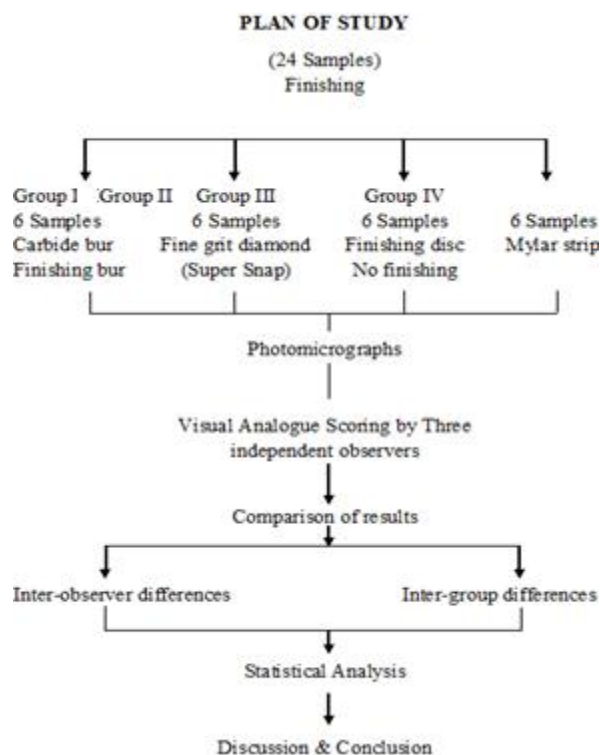 PLAN OF STUDY
(24 Samples)
Finishing
Group I Group II Group III Group IV
6 Samples 6 Samples 6 Samples 6 Samples
Carbide bur Fine grit diamond Finishing disc Mylar strip
Finishing bur (Super Snap) No finishing
Photomicrographs
Visual Analogue Scoring by Three
independent observers
Comparison of results
Inter-observer differences Inter-group differences
Statistical Analysis
Discussion & Conclusion